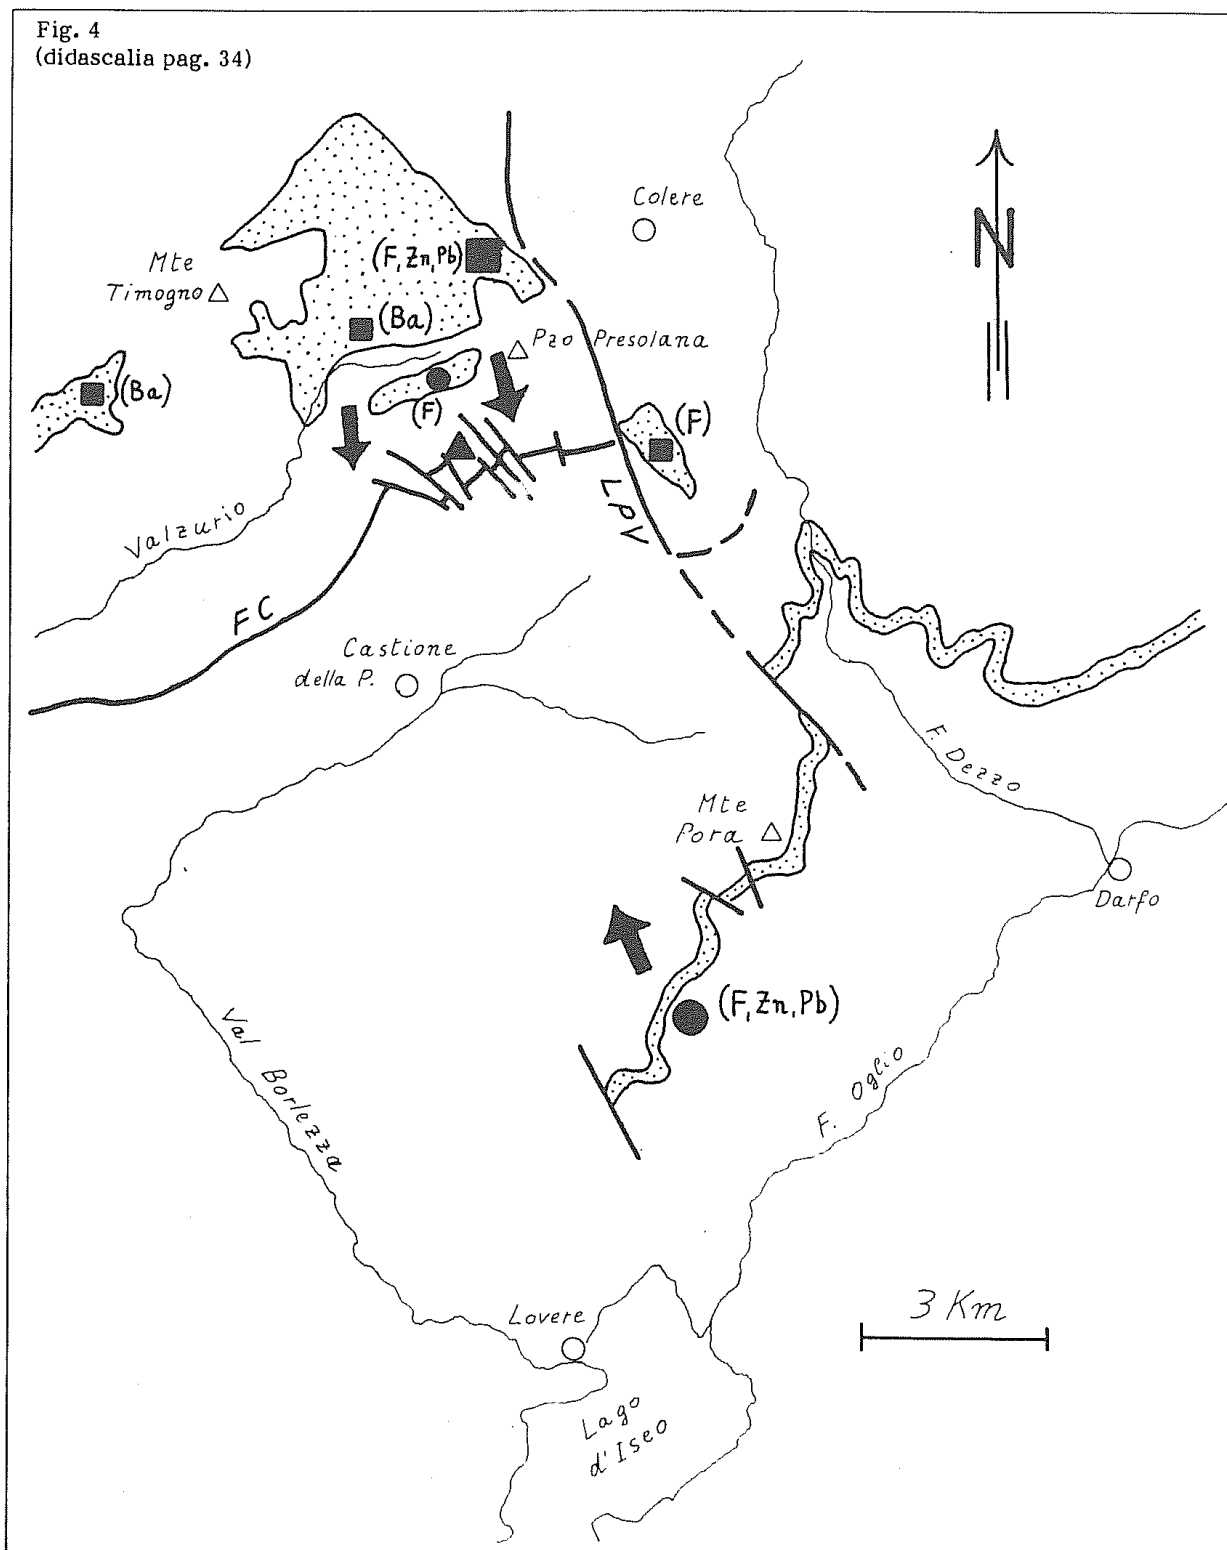 Fig. 4
(didascalia pag. 34)
Colere
N
(F, Zn, Pb)
Mte
Timogno
(Ba)
Pzo Presolana
(Ba)
(F)
(F)
LPV
Valzurio
FC
Castione
della P.
F. Dezzo
Mte
Pora
Darfo
(F, Zn, Pb)
Val Borlezza
F. Oglio
3 Km
Lovere
Lago
d'Iseo